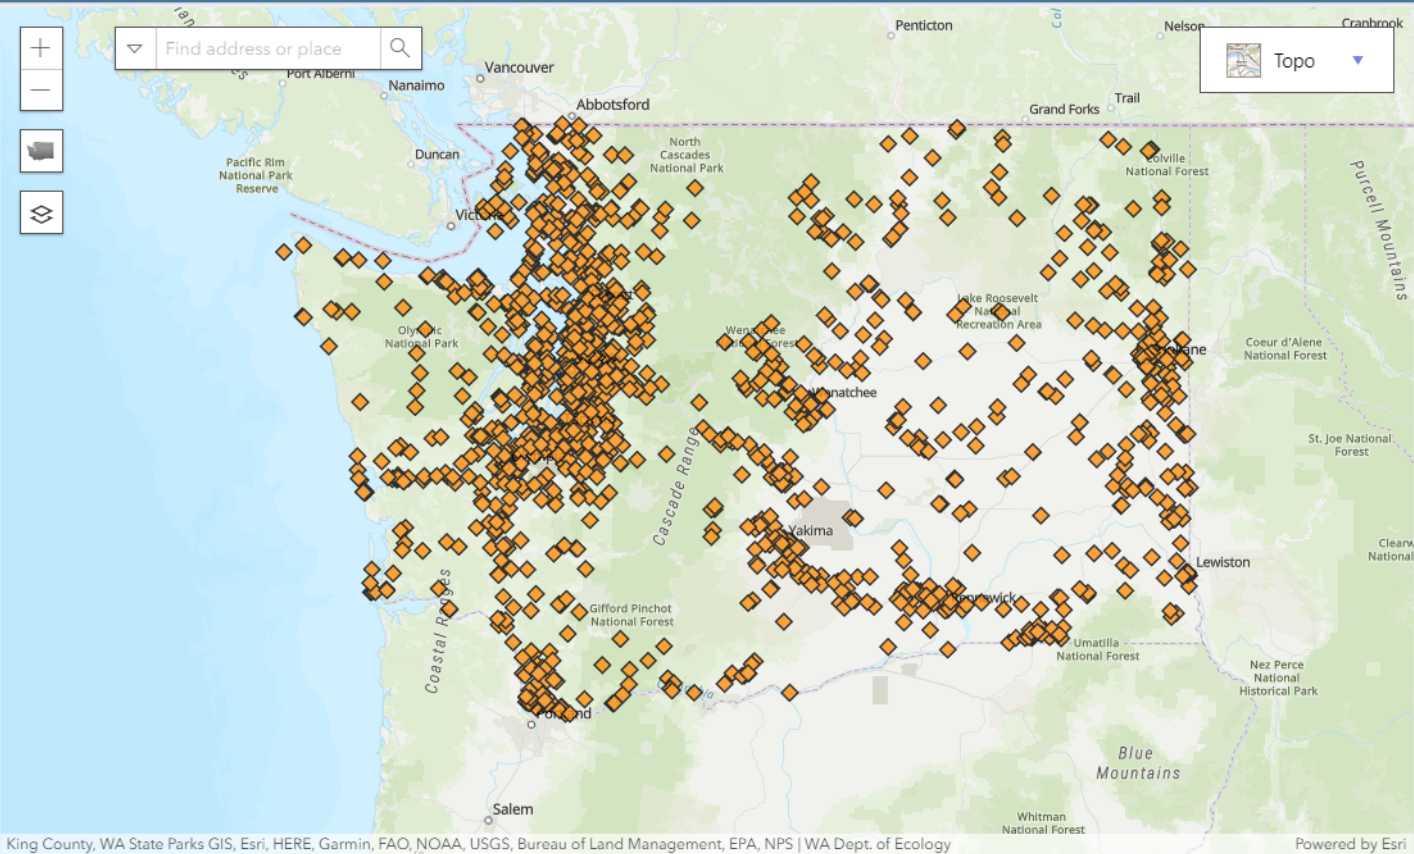 Penticton
Nelson
Cranbrook
Find address or place
Topo
Port Alberni
Nanaimo
Vancouver
Abbotsford
Grand Forks
Trail
Duncan
Pacific Rim
National Park
Reserve
North
Cascades
National Park
Colville
National Forest
Purcell Mountains
Lake Roosevelt
National
Recreation Area
Olympic
National Park
Coeur d'Alene
National Forest
Wenatchee
St. Joe National
Forest
Cascade Range
Yakima
Lewiston
Coastal Ranges
Gifford Pinchot
National Forest
Umatilla
National Forest
Nez Perce
National
Historical Park
Portland
Blue
Mountains
Salem
Whitman
National Forest
King County, WA State Parks GIS, Esri, HERE, Garmin, FAO, NOAA, USGS, Bureau of Land Management, EPA, NPS | WA Dept. of Ecology
Powered by Esri